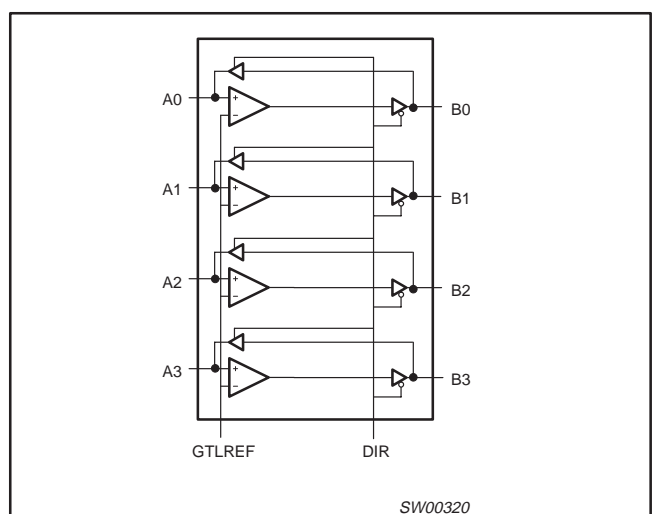 A0
+
−
B0
A1
+
−
B1
A2
+
−
B2
A3
+
−
B3
GTLREF DIR
SW00320